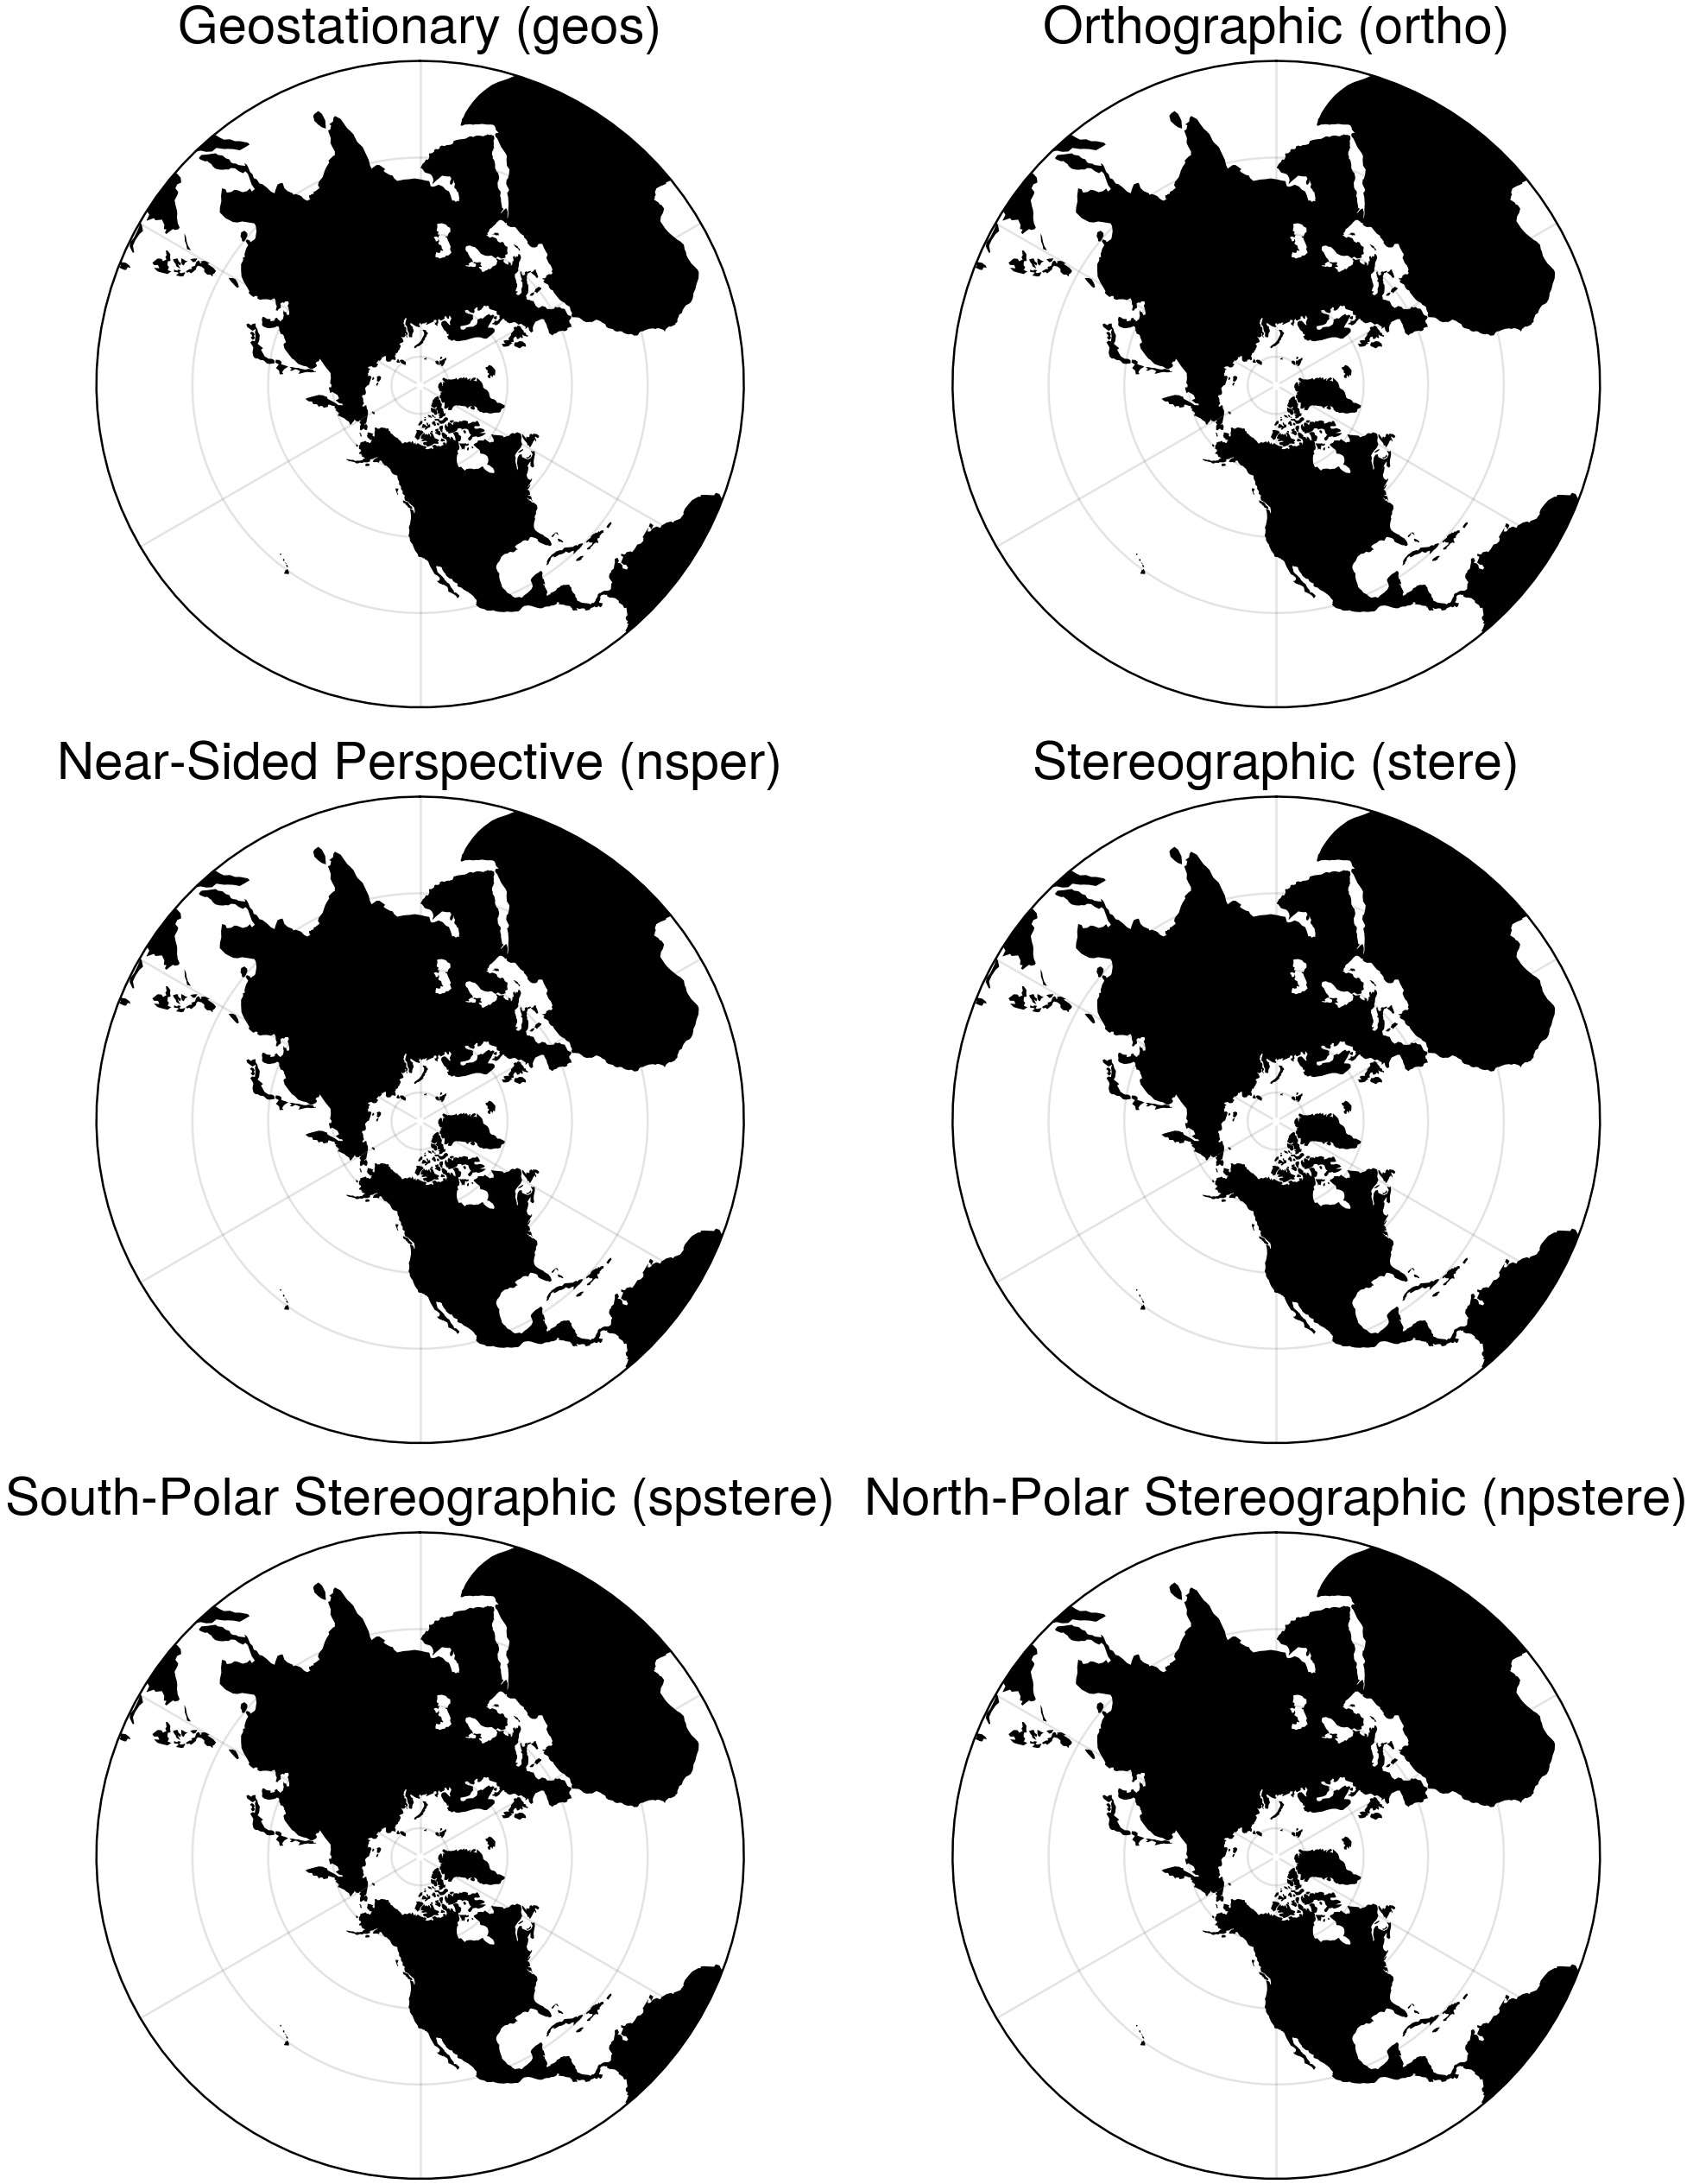 Geostationary (geos)
Orthographic (ortho)
Near-Sided Perspective (nsper)
Stereographic (stere)
South-Polar Stereographic (spstere)
North-Polar Stereographic (npstere)